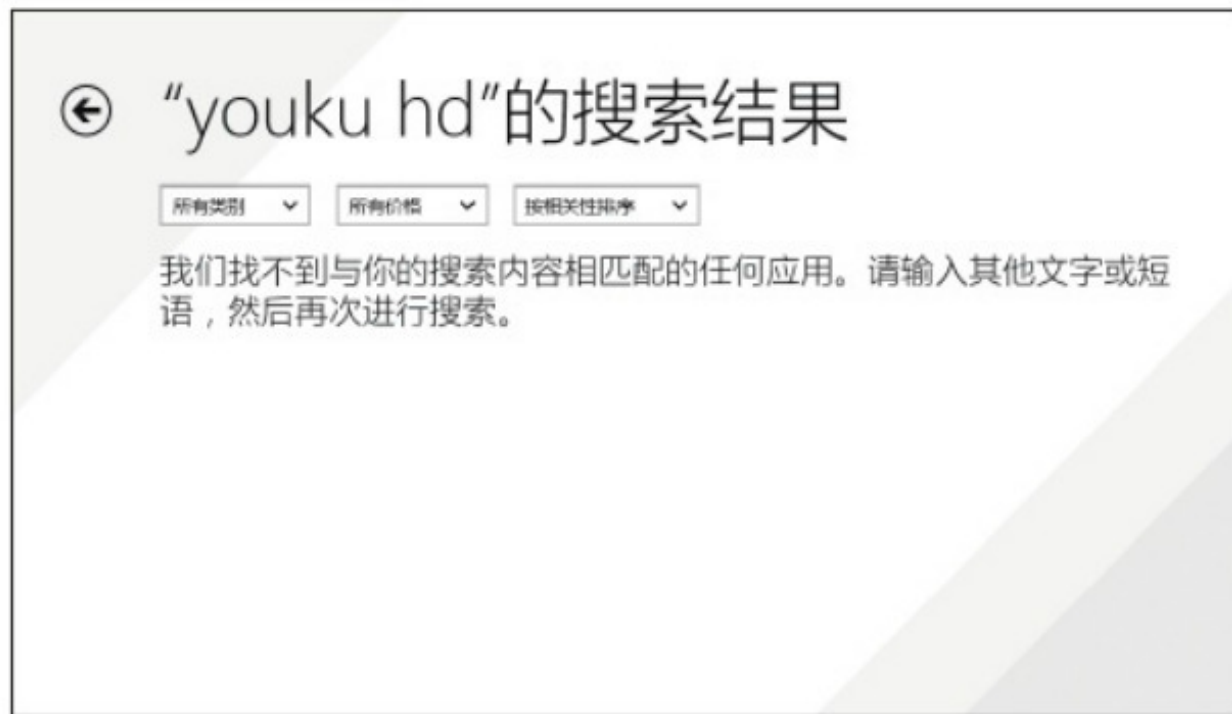 “youku hd”的搜索结果
所有类别 所有价格 按相关性排序
我们找不到与你的搜索内容相匹配的任何应用。请输入其他文字或短
语，然后再次进行搜索。